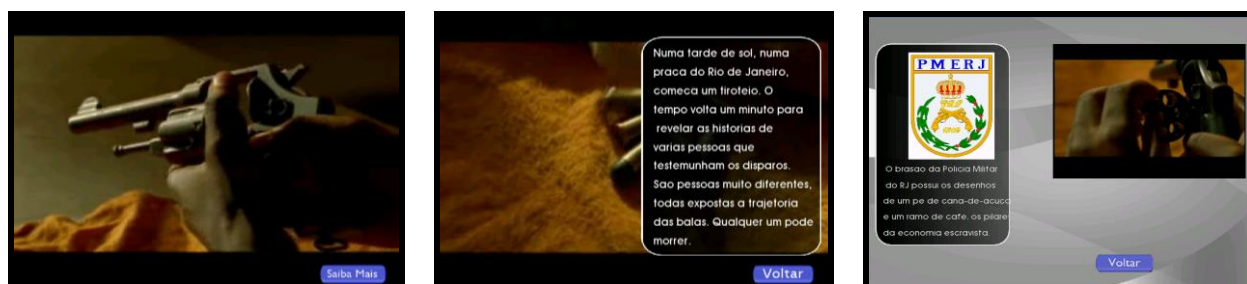 Saiba Mais
Numa tarde de sol, numa
praca do Rio de Janeiro,
comeca um tiroteio. O
tempo volta um minuto para
revelar as historias de
varias pessoas que
testemunham os disparos.
Sao pessoas muito diferentes,
todas expostas a trajetoria
das balas. Qualquer um pode
morrer.
Voltar
PMERJ
O brasao da Policia Militar
do RJ possui os desenhos
de um pe de cana-de-acuca
e um ramo de cafe, os pilare
da economia escravista.
Voltar